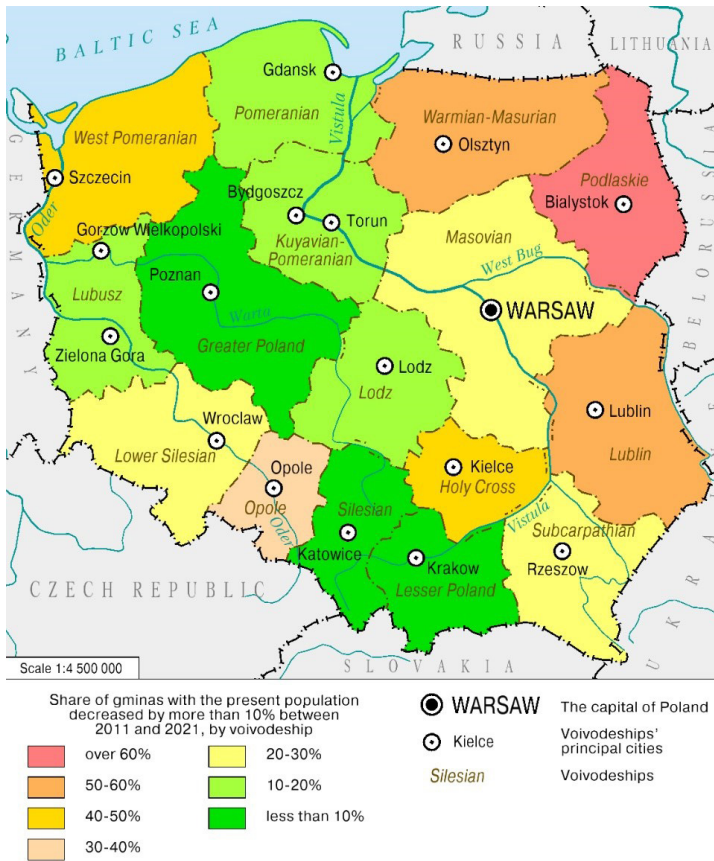 BALTIC SEA
RUSSIA
LITHUANIA
Gdansk
Pomeranian
Vistula
Warmian-Masurian
Olsztyn
West Pomeranian
Szczecin
GERMANY
Oder
Podlaskie
Bialystok
Bydgoszcz
Torun
Kuyavian-
Pomeranian
Masovian
West Bug
Gorzow Wielkopolski
Lubusz
Poznan
Warta
WARSAW
BELORUSSIA
Zielona Gora
Greater Poland
Lodz
Lodz
Lublin
Lublin
Wroclaw
Lower Silesian
Opole
Opole
Oder
Silesian
Katowice
Kielce
Holy Cross
Vistula
Subcarpathian
Rzeszow
Krakow
Lesser Poland
CZECH REPUBLIC
SLOVAKIA
Scale 1:4 500 000
Share of gminas with the present population
decreased by more than 10% between
2011 and 2021, by voivodeship
over 60%
50-60%
40-50%
30-40%
20-30%
10-20%
less than 10%
WARSAW
The capital of Poland
Kielce
Voivodeships'
principal cities
Silesian
Voivodeships